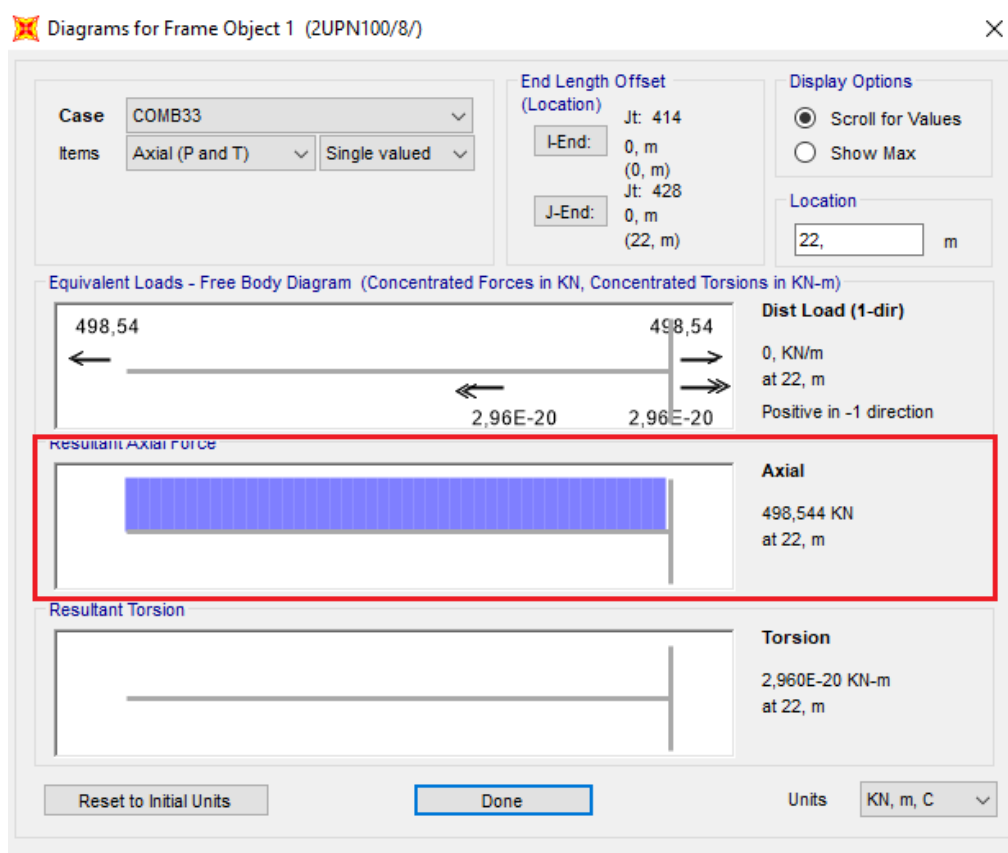 Diagrams for Frame Object 1 (2UPN100/8/)
Case
COMB33
Items
Axial (P and T)
Single valued
End Length Offset
(Location)
I-End:
Jt: 414
0, m
(0, m)
J-End:
Jt: 428
0, m
(22, m)
Display Options
Scroll for Values
Show Max
Location
22,
m
Equivalent Loads - Free Body Diagram (Concentrated Forces in KN, Concentrated Torsions in KN-m)
498,54
498,54
2,96E-20
2,96E-20
Dist Load (1-dir)
0, KN/m
at 22, m
Positive in -1 direction
Resultant Axial Force
Axial
498,544 KN
at 22, m
Resultant Torsion
Torsion
2,960E-20 KN-m
at 22, m
Reset to Initial Units
Done
Units
KN, m, C